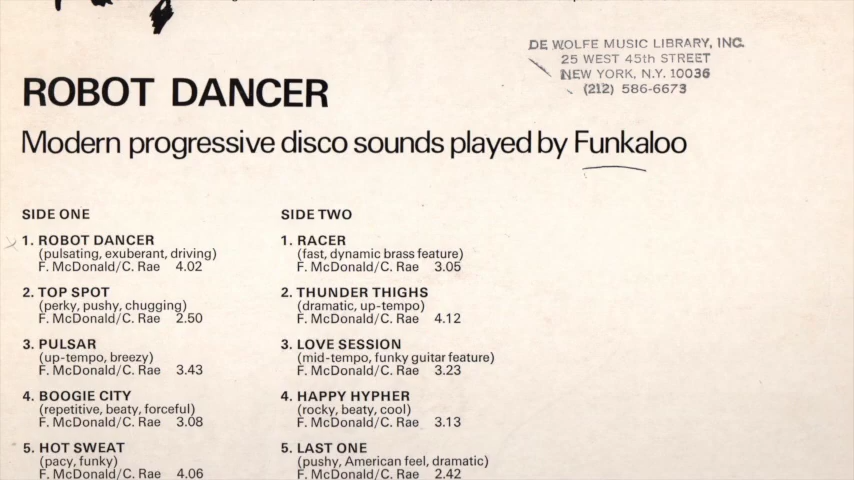 DE WOLFE MUSIC LIBRARY, INC.
25 WEST 45th STREET
NEW YORK, N.Y. 10036
(212) 586-6673
ROBOT DANCER
Modern progressive disco sounds played by Funkaloo
SIDE ONE
1. ROBOT DANCER
(pulsating, exuberant, driving)
F. McDonald/C. Rae 4.02
2. TOP SPOT
(perky, pushy, chugging)
F. McDonald/C. Rae 2.50
3. PULSAR
(up-tempo, breezy)
F. McDonald/C. Rae 3.43
4. BOOGIE CITY
(repetitive, beaty, forceful)
F. McDonald/C. Rae 3.08
5. HOT SWEAT
(pacy, funky)
F. McDonald/C. Rae 4.06
SIDE TWO
1. RACER
(fast, dynamic brass feature)
F. McDonald/C. Rae 3.05
2. THUNDER THIGHS
(dramatic, up-tempo)
F. McDonald/C. Rae 4.12
3. LOVE SESSION
(mid-tempo, funky guitar feature)
F. McDonald/C. Rae 3.23
4. HAPPY HYPHER
(rocky, beaty, cool)
F. McDonald/C. Rae 3.13
5. LAST ONE
(pushy, American feel, dramatic)
F. McDonald/C. Rae 2.42